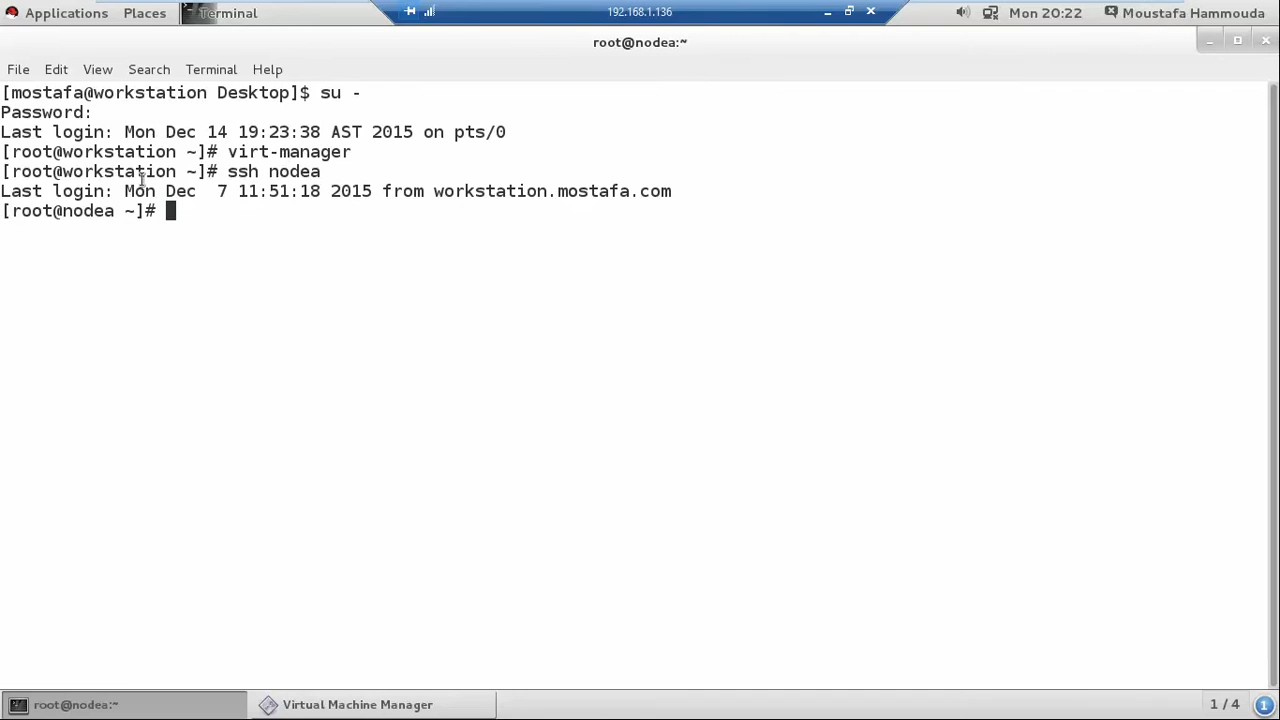 Applications Places Terminal 192.168.1.136 Mon 20:22 Moustafa Hammouda
root@nodea:~
File Edit View Search Terminal Help
[mostafa@workstation Desktop]$ su -
Password:
Last login: Mon Dec 14 19:23:38 AST 2015 on pts/0
[root@workstation ~]# virt-manager
[root@workstation ~]# ssh nodea
Last login: Mon Dec  7 11:51:18 2015 from workstation.mostafa.com
[root@nodea ~]#
root@nodea:~ Virtual Machine Manager 1 / 4 1